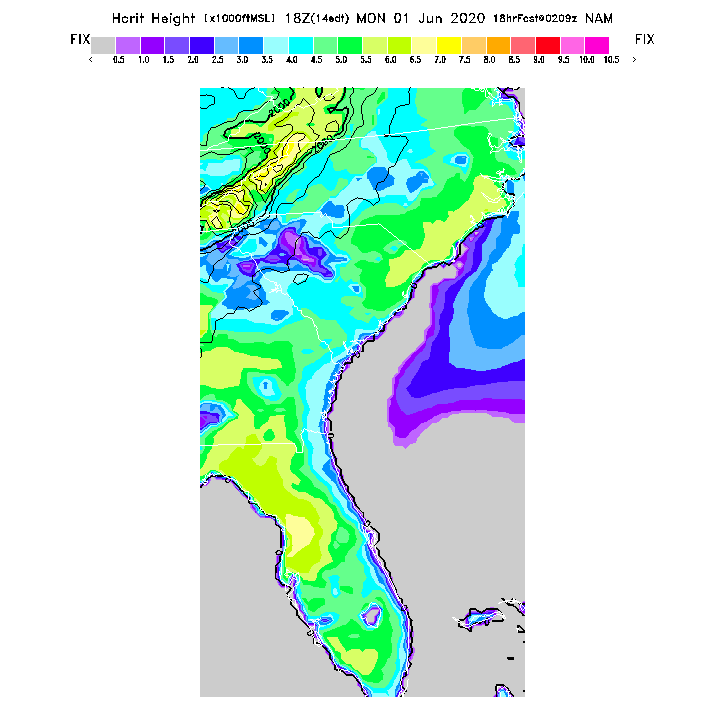 Hcrit Height [x1000ftMSL] 18Z(14edt) MON 01 Jun 2020 18hrFcst@0209z NAM
FIX FIX
< 0.5 1.0 1.5 2.0 2.5 3.0 3.5 4.0 4.5 5.0 5.5 6.0 6.5 7.0 7.5 8.0 8.5 9.0 9.5 10.0 10.5 >
2000
2000